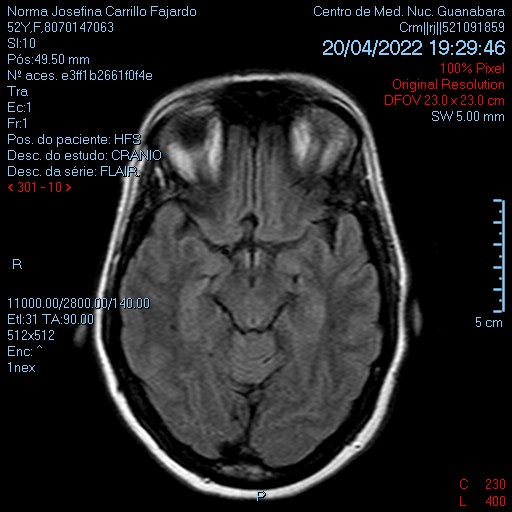 Norma Josefina Carrillo Fajardo
52Y,F,8070147063
Sl:10
Pós:49.50 mm
Nº aces. e3ff1b2661f0f4e
Tra
Ec:1
Fr:1
Pos. do paciente: HFS
Desc. do estudo: CRANIO
Desc. da série: FLAIR.
< 301 - 10 >
Centro de Med. Nuc. Guanabara
Crm||rj||521091859
20/04/2022 19:29:46
100% Pixel
Original Resolution
DFOV 23.0 x 23.0 cm
SW 5.00 mm
R
11000.00/2800.00/140.00
Etl:31 TA:90.00
512x512
Enc: ^
1nex
5 cm
P
C 230
L 400